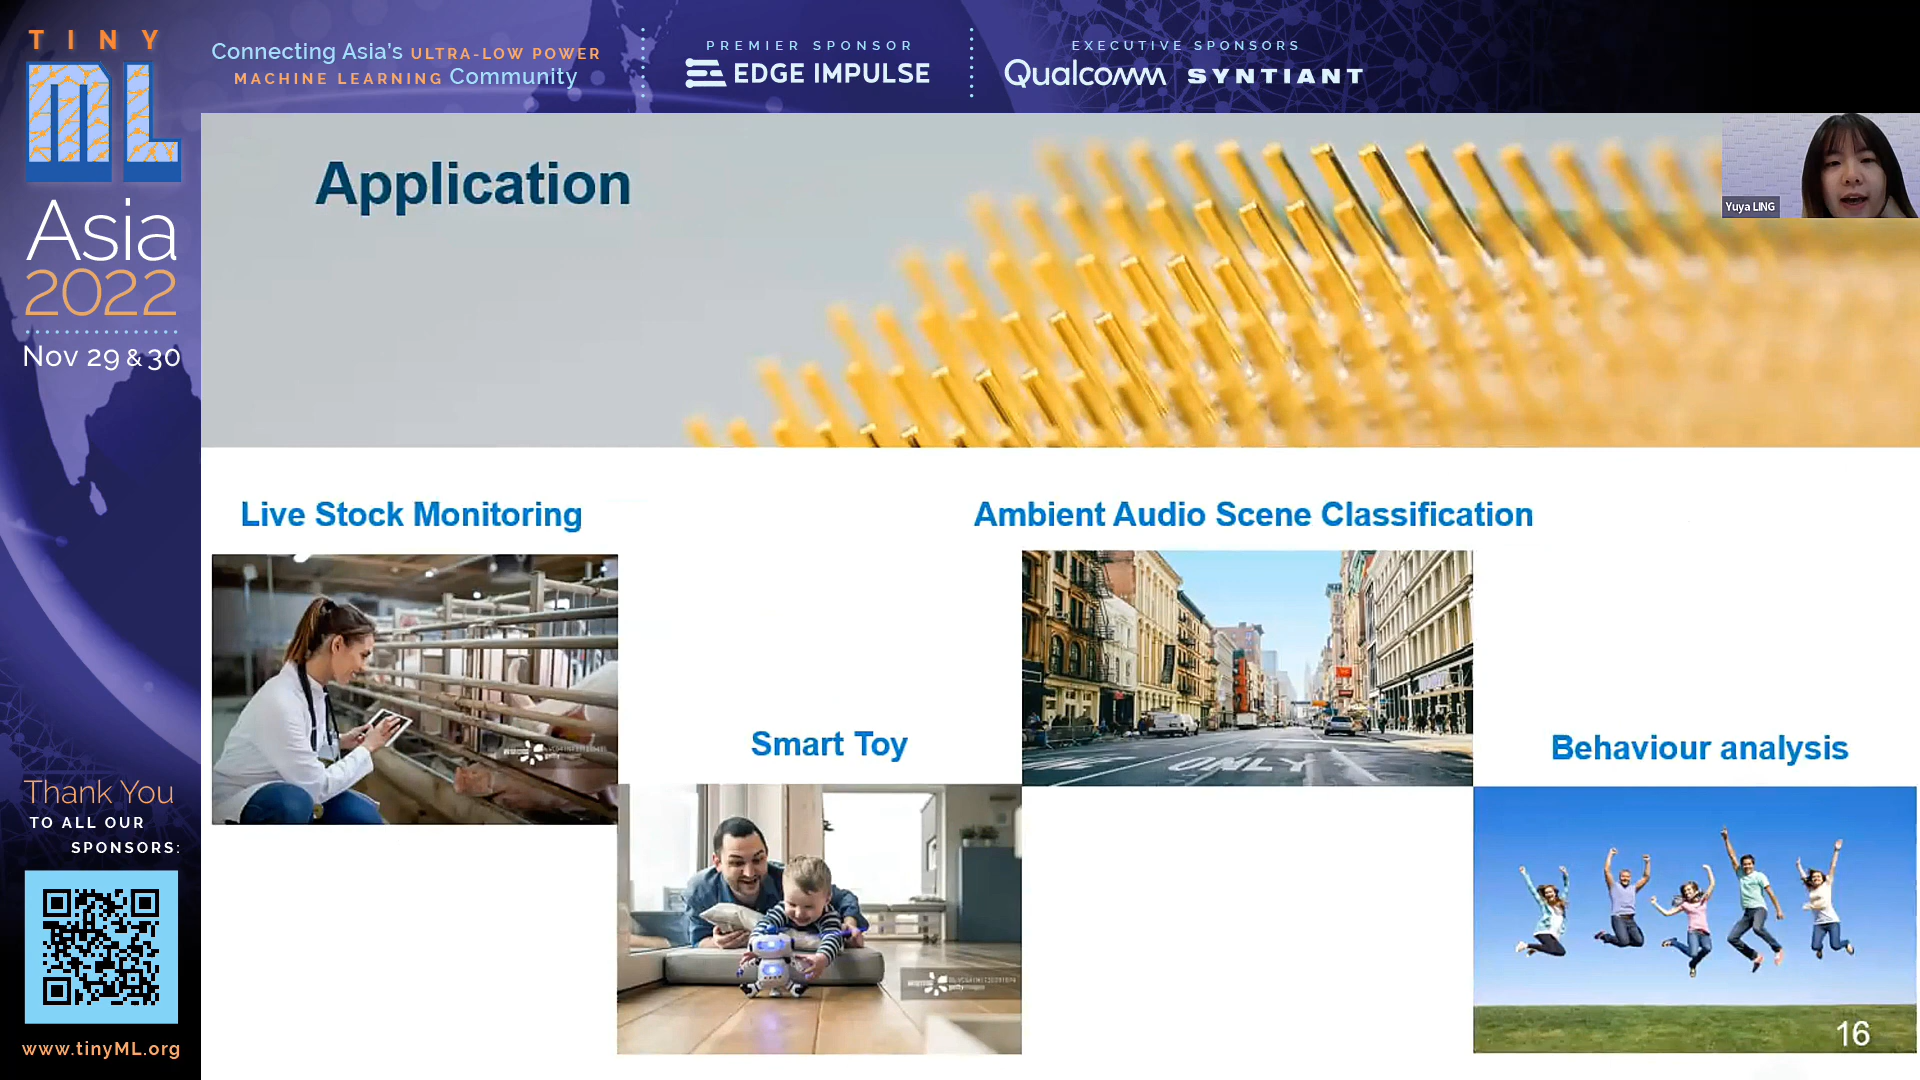 TINY
ML
Asia
2022
Nov 29 & 30
Connecting Asia's ULTRA-LOW POWER
MACHINE LEARNING Community
PREMIER SPONSOR
EDGE IMPULSE
EXECUTIVE SPONSORS
Qualcomm SYNTIANT
Application
Yuya LING
Live Stock Monitoring
Ambient Audio Scene Classification
ONLY
Smart Toy
Behaviour analysis
16
Thank You
TO ALL OUR
SPONSORS:
www.tinyML.org